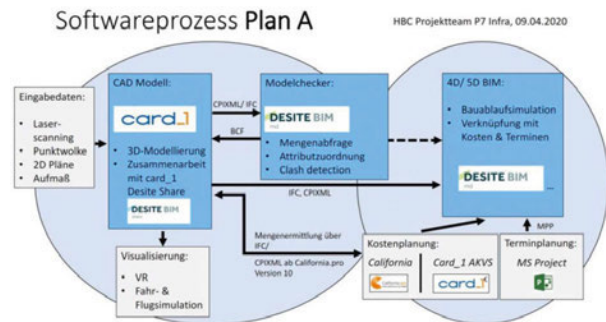 Softwareprozess Plan A
HBC Projektteam P7 Infra, 09.04.2020
Eingabedaten:
• Laser-
scanning
• Punktwolke
• 2D Pläne
• Aufmaß
CAD Modell:
card_1
• 3D-Modellierung
• Zusammenarbeit
mit card_1
Desite Share
DESITE BIM
CPIXML/ IFC
BCF
Modelchecker:
DESITE BIM
md
• Mengenabfrage
• Attributzuordnung
• Clash detection
4D/ 5D BIM:
• Bauablaufsimulation
• Verknüpfung mit
Kosten & Terminen
DESITE BIM
md
...
IFC, CPIXML
Mengenermittlung über
IFC/
CPIXML ab California.pro
Version 10
MPP
Visualisierung:
• VR
• Fahr- &
Flugsimulation
Kostenplanung:
California
Card_1 AKVS
card_1
Terminplanung:
MS Project